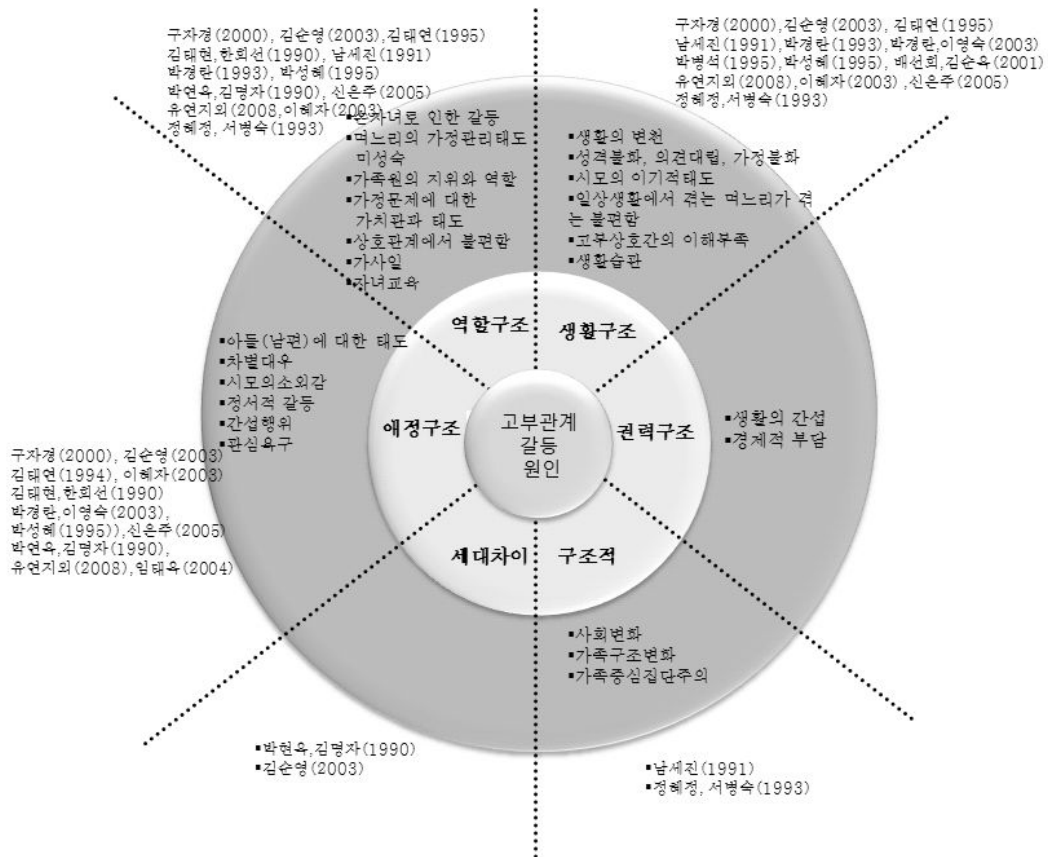 구자경(2000), 김순영(2003),김태연(1995)
김태현,한희선(1990), 남세진(1991)
박경란(1993), 박성혜(1995)
박연옥,김명자(1990), 신은주(2005)
유연지외(2008,이혜자(2003)
정혜정, 서병숙(1993)
구자경(2000),김순영(2003), 김태연(1995)
남세진(1991),박경란(1993),박경란,이영숙(2003)
박병석(1995),박성혜(1995), 배선희,김순옥(2001)
유연지외(2008),이혜자(2003) ,신은주(2005)
정혜정,서병숙(1993)
▪손자녀로 인한 갈등
▪며느리의 가정관리태도
미성숙
▪가족원의 지위와 역할
▪가정문제에 대한
가치관과 태도
▪상호관계에서 불편함
▪가사일
▪자녀교육
▪생활의 변천
▪성격불화, 의견대립, 가정불화
▪시모의 이기적태도
▪일상생활에서 겪는 며느리가 겪
는 불편함
▪고부상호간의 이해부족
▪생활습관
역할구조
생활구조
▪아들(남편)에 대한 태도
▪차별대우
▪시모의소외감
▪정서적 갈등
▪간섭행위
▪관심욕구
애정구조
고부관계
갈등
원인
권력구조
▪생활의 간섭
▪경제적 부담
구자경(2000), 김순영(2003)
김태연(1994), 이혜자(2003)
김태현,한희선(1990)
박경란,이영숙(2003),
박성혜(1995)),신은주(2005)
박연옥,김명자(1990),
유연지외(2008),임태옥(2004)
세대차이
구조적
▪사회변화
▪가족구조변화
▪가족중심집단주의
▪박현옥,김명자(1990)
▪김순영(2003)
▪남세진(1991)
▪정혜정, 서병숙(1993)